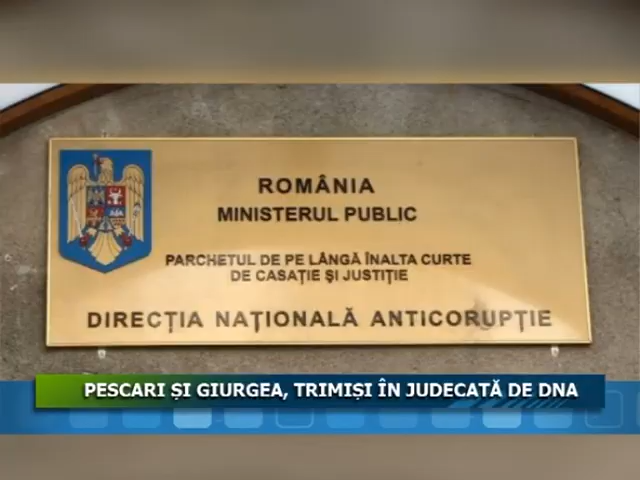 ROMÂNIA
MINISTERUL PUBLIC
PARCHETUL DE PE LÂNGĂ ÎNALTA CURTE
DE CASAȚIE ŞI JUSTIȚIE
DIRECȚIA NAȚIONALĂ ANTICORUPȚIE
PESCARI ȘI GIURGEA, TRIMIȘI ÎN JUDECATĂ DE DNA